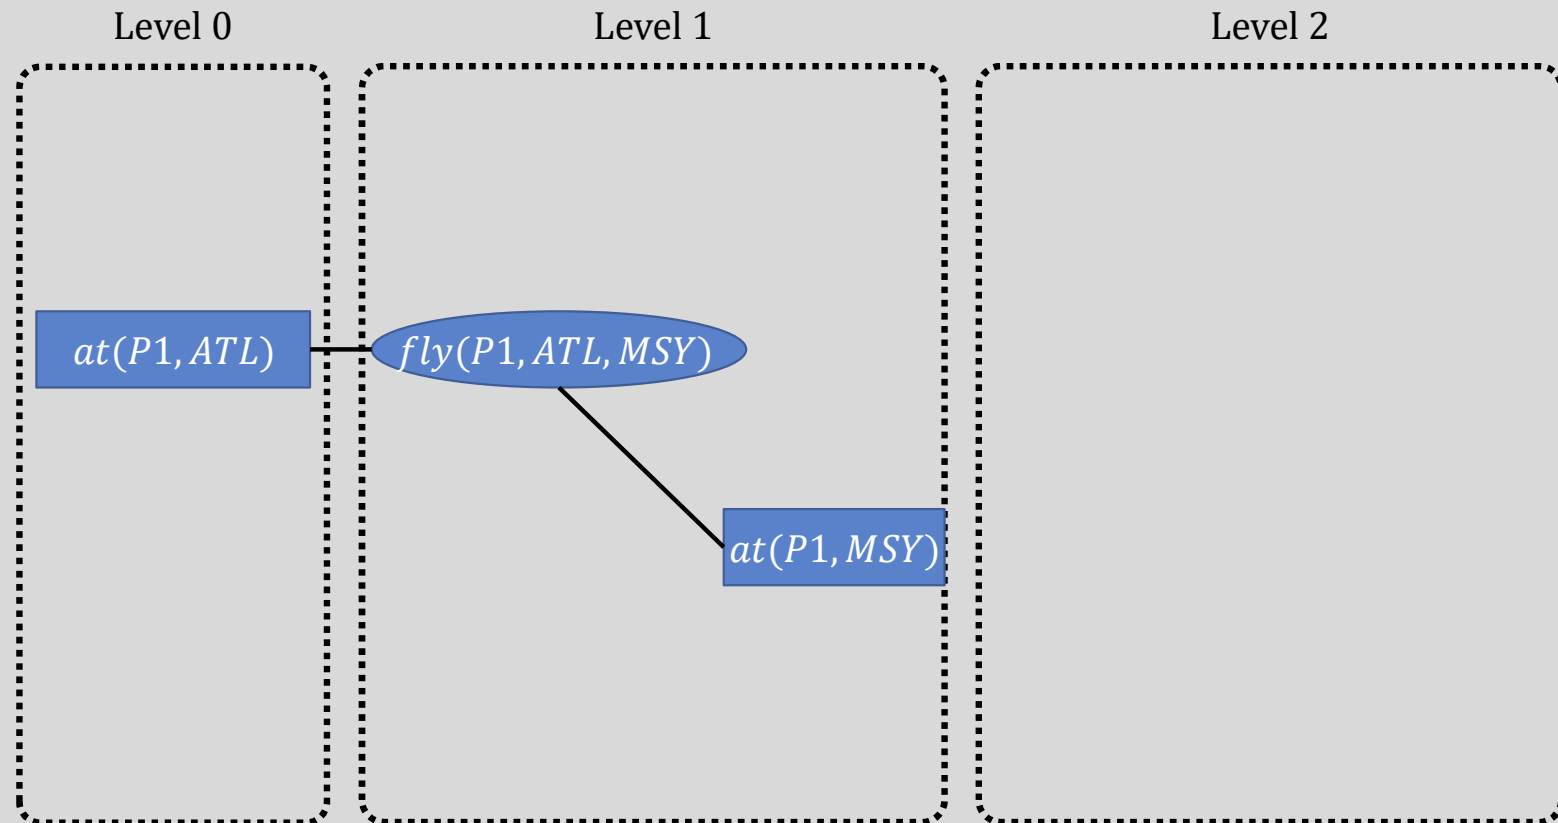 Level 0
Level 1
Level 2
at(P1, ATL)
fly(P1, ATL, MSY)
at(P1, MSY)